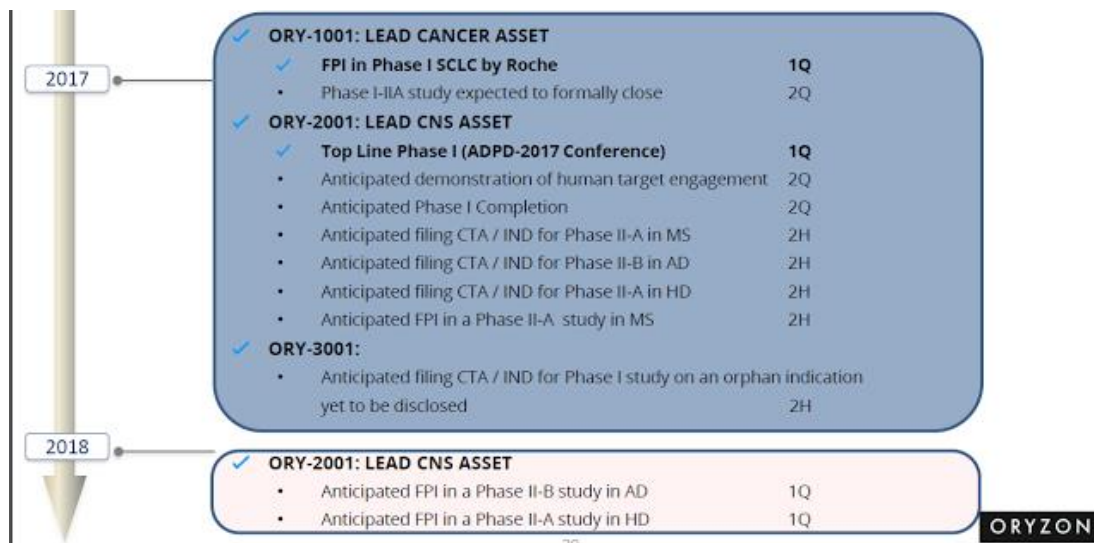 ORY-1001: LEAD CANCER ASSET
FPI in Phase I SCLC by Roche 1Q
2017
Phase I-IIA study expected to formally close 2Q
ORY-2001: LEAD CNS ASSET
Top Line Phase I (ADPD-2017 Conference) 1Q
Anticipated demonstration of human target engagement 2Q
Anticipated Phase I Completion 2Q
Anticipated filing CTA / IND for Phase II-A in MS 2H
Anticipated filing CTA / IND for Phase II-B in AD 2H
Anticipated filing CTA / IND for Phase II-A in HD 2H
Anticipated FPI in a Phase II-A study in MS 2H
ORY-3001:
Anticipated filing CTA / IND for Phase I study on an orphan indication
yet to be disclosed 2H
2018
ORY-2001: LEAD CNS ASSET
Anticipated FPI in a Phase II-B study in AD 1Q
Anticipated FPI in a Phase II-A study in HD 1Q
ORYZON